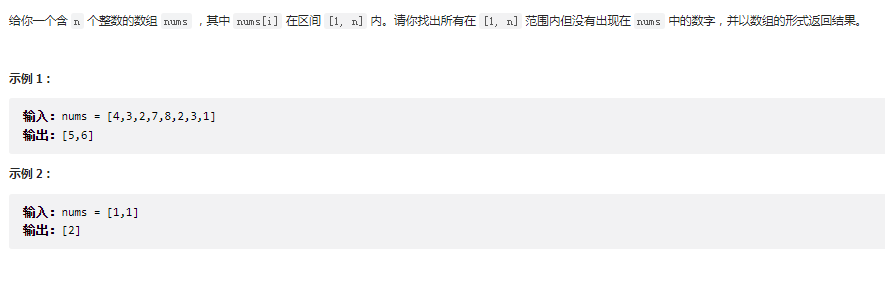 给你一个含 n 个整数的数组 nums ，其中 nums[i] 在区间 [1, n] 内。请你找出所有在 [1, n] 范围内但没有出现在 nums 中的数字，并以数组的形式返回结果。
示例 1：
输入：nums = [4,3,2,7,8,2,3,1]
输出：[5,6]
示例 2：
输入：nums = [1,1]
输出：[2]